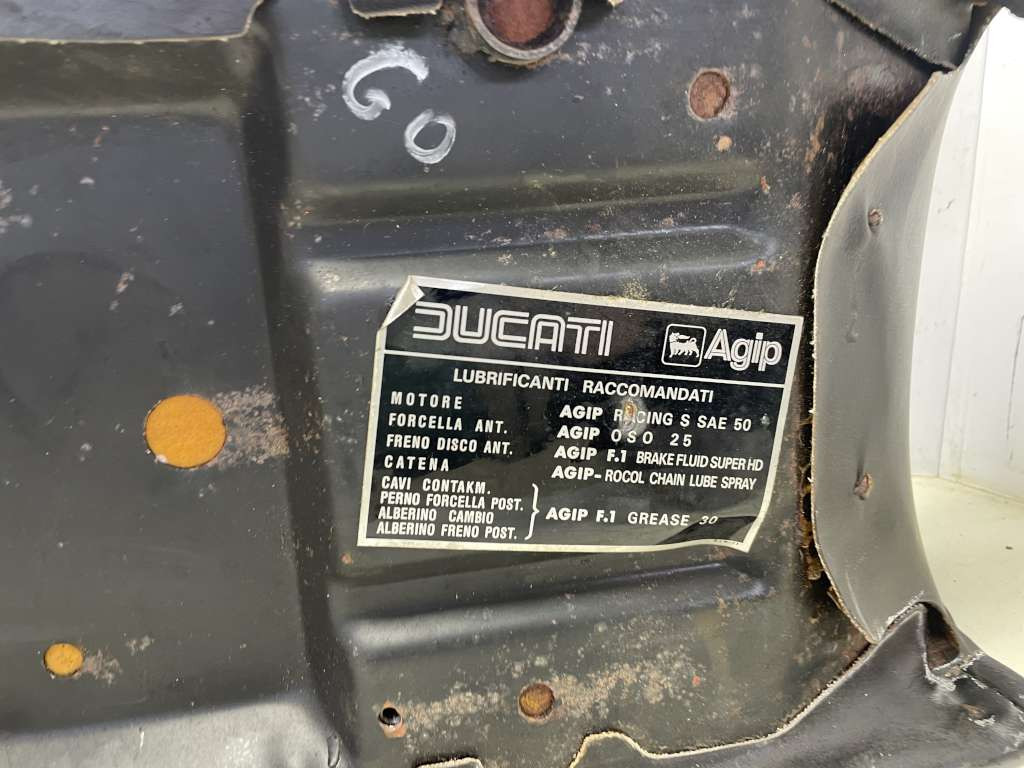 GO
DUCATI Agip
LUBRIFICANTI RACCOMANDATI
MOTORE AGIP RACING S SAE 50
FORCELLA ANT. AGIP OSO 25
FRENO DISCO ANT. AGIP F.1 BRAKE FLUID SUPER HD
CATENA AGIP-ROCOL CHAIN LUBE SPRAY
CAVI CONTAKM.
PERNO FORCELLA POST.
ALBERINO CAMBIO
ALBERINO FRENO POST.
AGIP F.1 GREASE 30